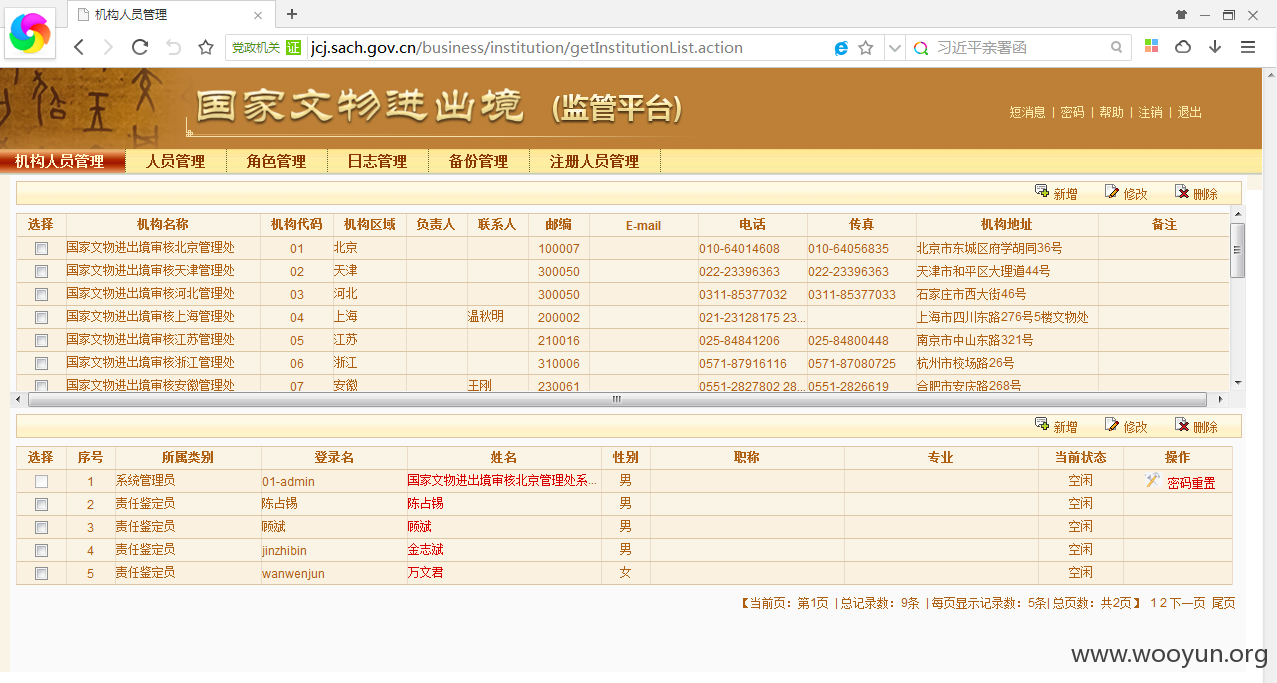 机构人员管理
党政机关 证 jcj.sach.gov.cn/business/institution/getInstitutionList.action 习近平亲署函
国家文物进出境 (监管平台)
短消息 | 密码 | 帮助 | 注销 | 退出
机构人员管理 人员管理 角色管理 日志管理 备份管理 注册人员管理
新增 修改 删除
选择 机构名称 机构代码 机构区域 负责人 联系人 邮编 E-mail 电话 传真 机构地址 备注
国家文物进出境审核北京管理处 01 北京 100007 010-64014608 010-64056835 北京市东城区府学胡同36号
国家文物进出境审核天津管理处 02 天津 300050 022-23396363 022-23396363 天津市和平区大理道44号
国家文物进出境审核河北管理处 03 河北 300050 0311-85377032 0311-85377033 石家庄市西大街46号
国家文物进出境审核上海管理处 04 上海 温秋明 200002 021-23128175 23... 上海市四川东路276号5楼文物处
国家文物进出境审核江苏管理处 05 江苏 210016 025-84841206 025-84800448 南京市中山东路321号
国家文物进出境审核浙江管理处 06 浙江 310006 0571-87916116 0571-87080725 杭州市校场路26号
国家文物进出境审核安徽管理处 07 安徽 王刚 230061 0551-2827802 28... 0551-2826619 合肥市安庆路268号
新增 修改 删除
选择 序号 所属类别 登录名 姓名 性别 职称 专业 当前状态 操作
1 系统管理员 01-admin 国家文物进出境审核北京管理处系... 男 空闲 密码重置
2 责任鉴定员 陈占锡 陈占锡 男 空闲
3 责任鉴定员 顾斌 顾斌 男 空闲
4 责任鉴定员 jinzhibin 金志斌 男 空闲
5 责任鉴定员 wanwenjun 万文君 女 空闲
【当前页：第1页 |总记录数：9条 |每页显示记录数：5条|总页数：共2页】 1 2 下一页 尾页
www.wooyun.org